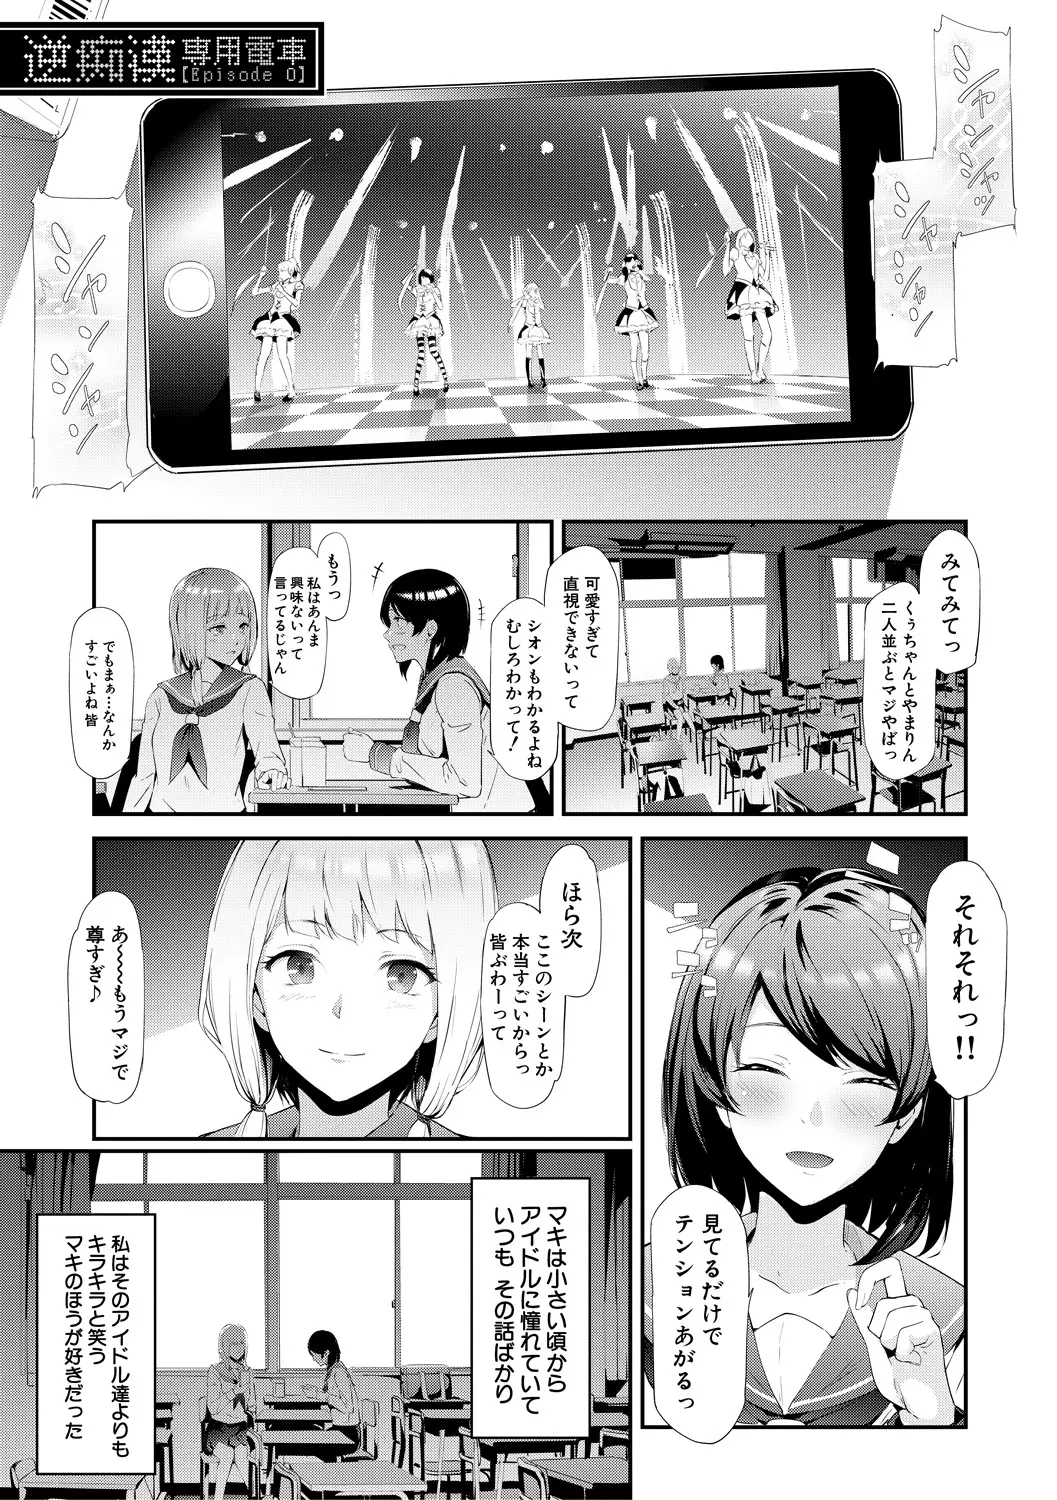 逆痴漢
専用電車
【Episode 0】
シャンシャッ
シャン
シャンシャン
みてみてっ
くぅちゃんとやまりん
二人並ぶとマジやばっ
可愛すぎて
直視できないって
シオンもわかるよね
むしろわかって！
もうっ
私はあんま
興味ないって
言ってるじゃん
でもまぁ…なんか
すごいよね 皆
それそれっ!!
見てるだけで
テンションあがるっ
ほら次
ここのシーンとか
本当すごいからっ
皆ぶわーって
あ～～～もうマジで
尊すぎ♪
マキは小さい頃から
アイドルに憧れていて
いつも その話ばかり
私はそのアイドル達よりも
キラキラと笑う
マキのほうが好きだった